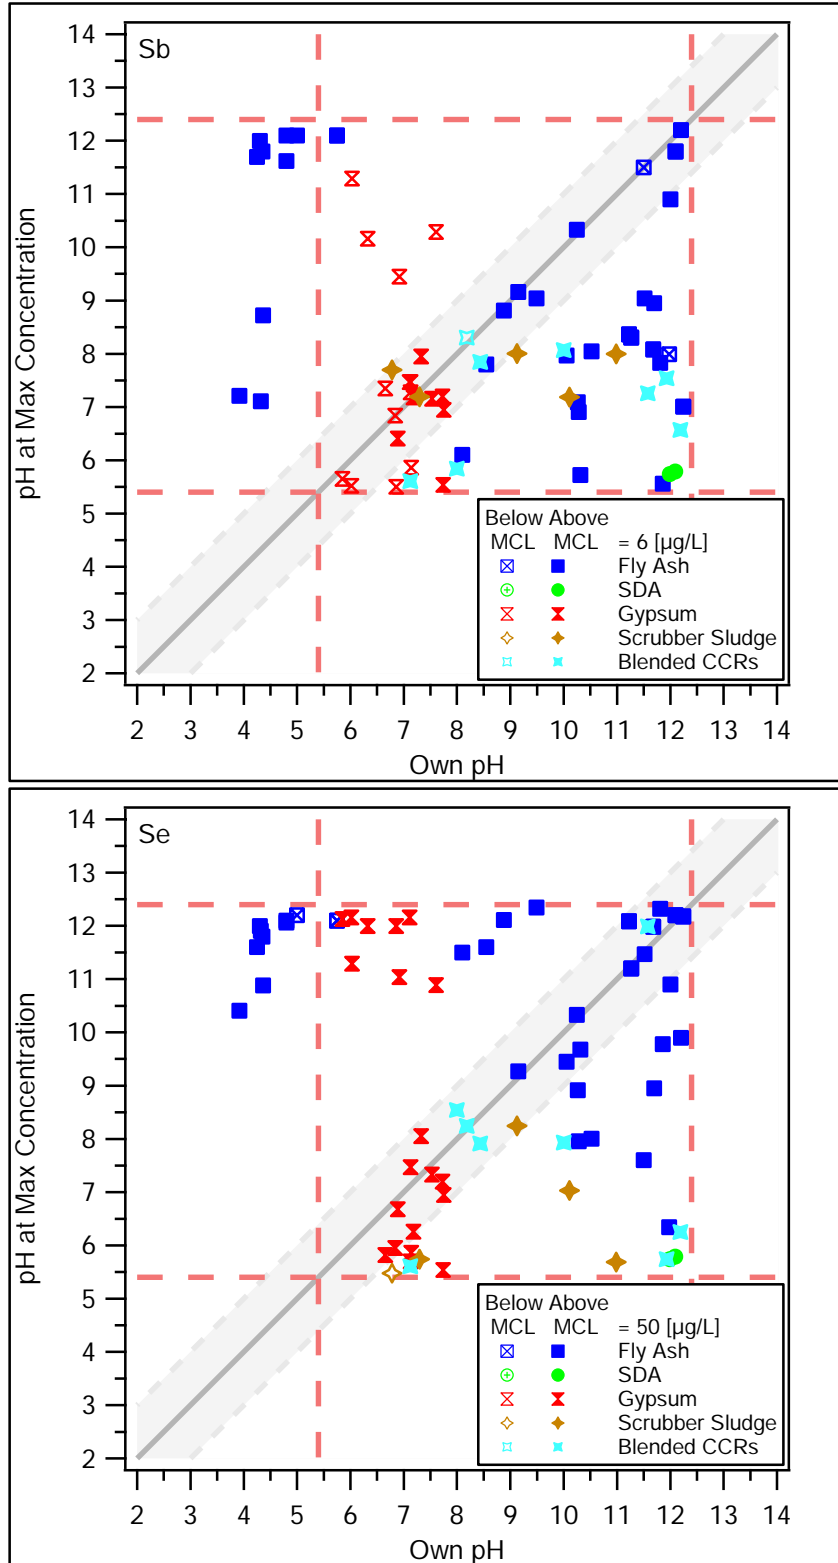 Sb
14
13
12
11
10
9
8
7
6
5
4
3
2
pH at Max Concentration
Below Above
MCL MCL = 6 [µg/L]
Fly Ash
SDA
Gypsum
Scrubber Sludge
Blended CCRs
2 3 4 5 6 7 8 9 10 11 12 13 14
Own pH
Se
14
13
12
11
10
9
8
7
6
5
4
3
2
pH at Max Concentration
Below Above
MCL MCL = 50 [µg/L]
Fly Ash
SDA
Gypsum
Scrubber Sludge
Blended CCRs
2 3 4 5 6 7 8 9 10 11 12 13 14
Own pH